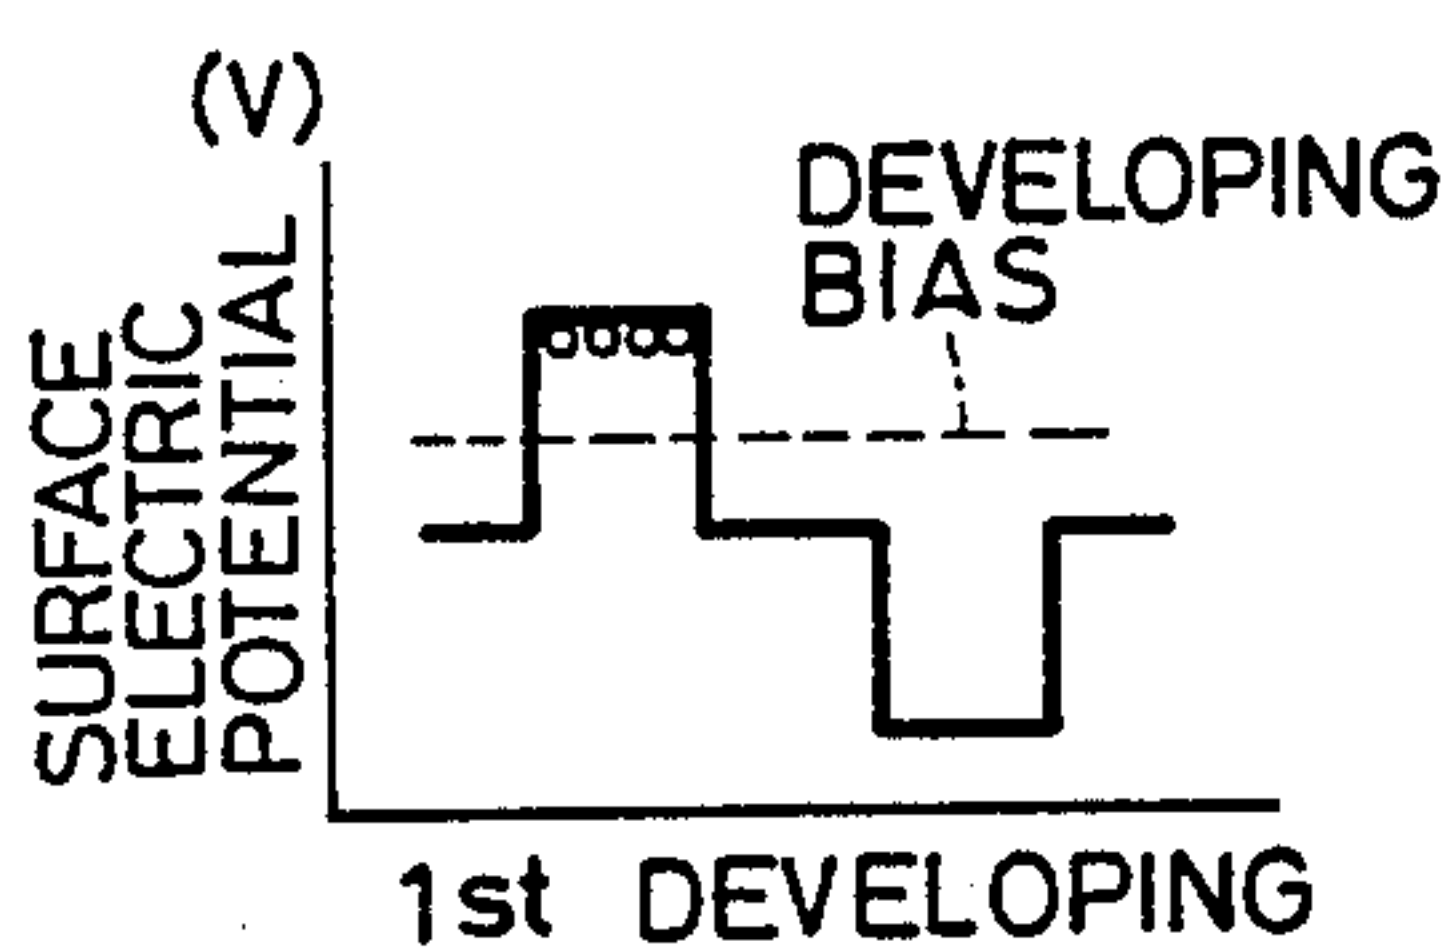 SURFACE
ELECTRIC
POTENTIAL (V)
DEVELOPING
BIAS
1st DEVELOPING